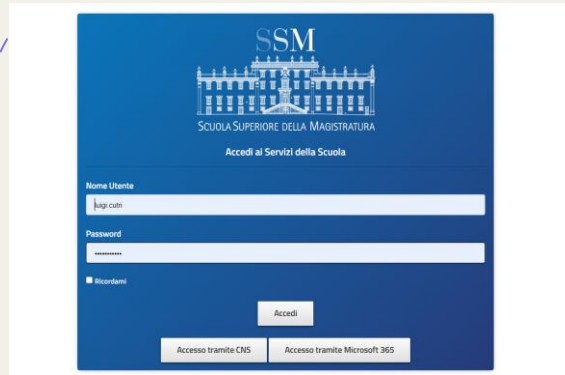 SSM
SCUOLA SUPERIORE DELLA MAGISTRATURA
Accedi ai Servizi della Scuola
Nome Utente
luigi.cutri
Password
•••••••••••
Ricordami
Accedi
Accesso tramite CNS
Accesso tramite Microsoft 365